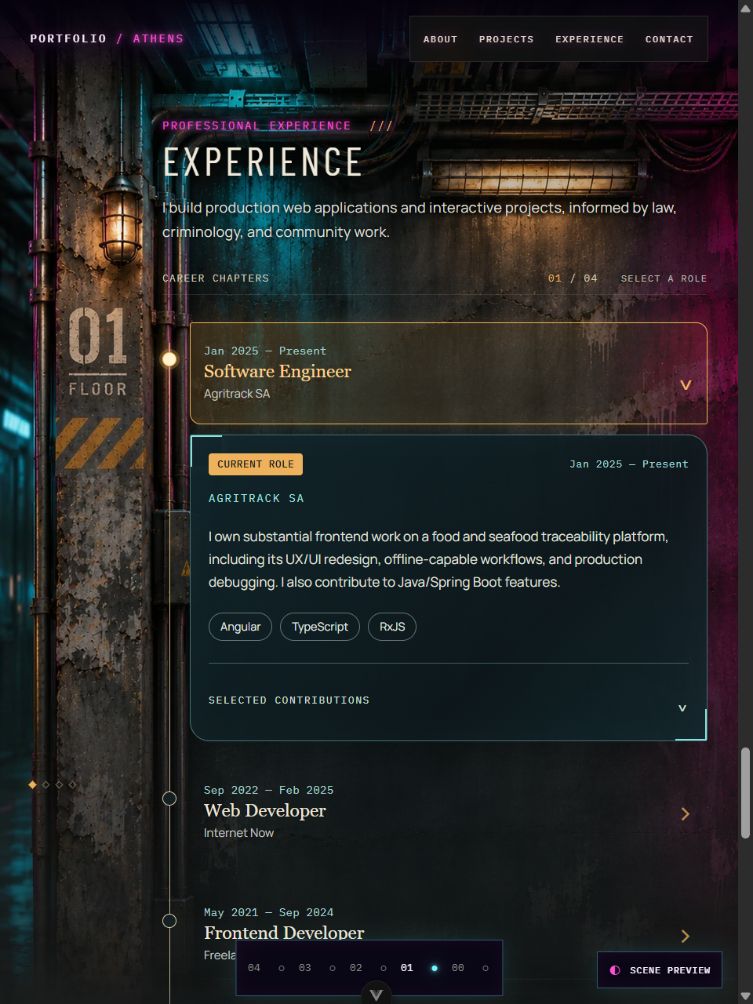 PORTFOLIO / ATHENS
ABOUT PROJECTS EXPERIENCE CONTACT
PROFESSIONAL EXPERIENCE ///
EXPERIENCE
I build production web applications and interactive projects, informed by law,
criminology, and community work.
CAREER CHAPTERS
01 / 04 SELECT A ROLE
01
FLOOR
Jan 2025 — Present
Software Engineer
Agritrack SA
CURRENT ROLE
Jan 2025 — Present
AGRITRACK SA
I own substantial frontend work on a food and seafood traceability platform,
including its UX/UI redesign, offline-capable workflows, and production
debugging. I also contribute to Java/Spring Boot features.
Angular TypeScript RxJS
SELECTED CONTRIBUTIONS
Sep 2022 — Feb 2025
Web Developer
Internet Now
May 2021 — Sep 2024
Frontend Developer
04 03 02 01 00
SCENE PREVIEW